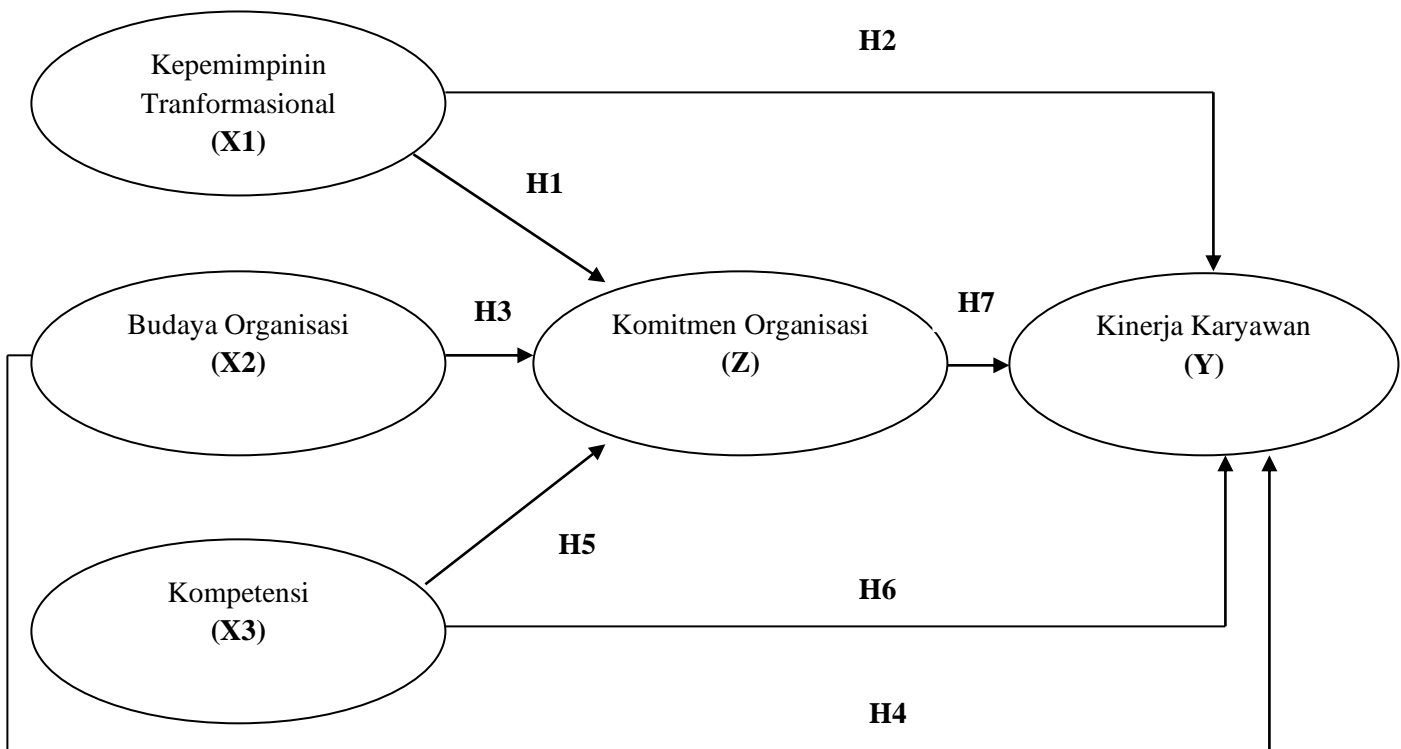 H2
Kepemimpinin
Tranformasional
(X1)
H1
Budaya Organisasi
(X2)
H3
Komitmen Organisasi
(Z)
H7
Kinerja Karyawan
(Y)
H5
Kompetensi
(X3)
H6
H4